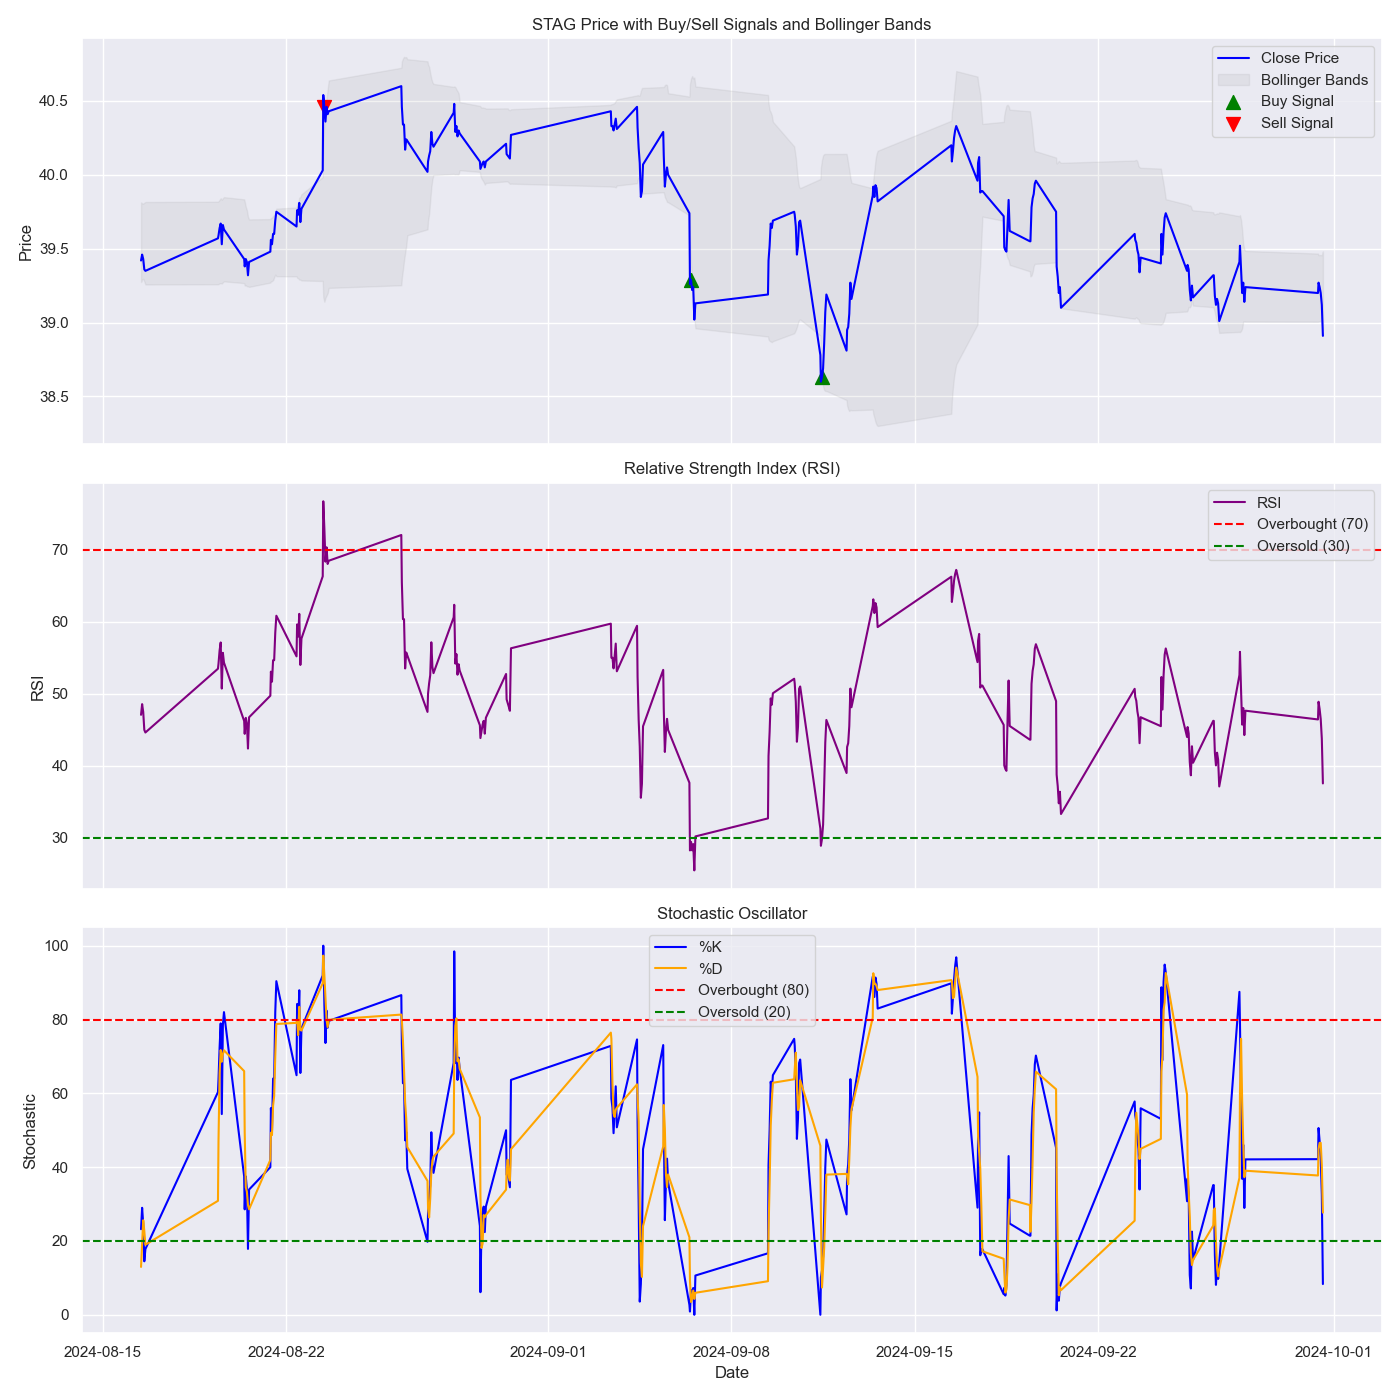 STAG Price with Buy/Sell Signals and Bollinger Bands
Close Price
Bollinger Bands
Buy Signal
Sell Signal
Price
40.5
40.0
39.5
39.0
38.5
Relative Strength Index (RSI)
RSI
Overbought (70)
Oversold (30)
RSI
70
60
50
40
30
Stochastic Oscillator
%K
%D
Overbought (80)
Oversold (20)
Stochastic
100
80
60
40
20
0
2024-08-15 2024-08-22 2024-09-01 2024-09-08 2024-09-15 2024-09-22 2024-10-01
Date